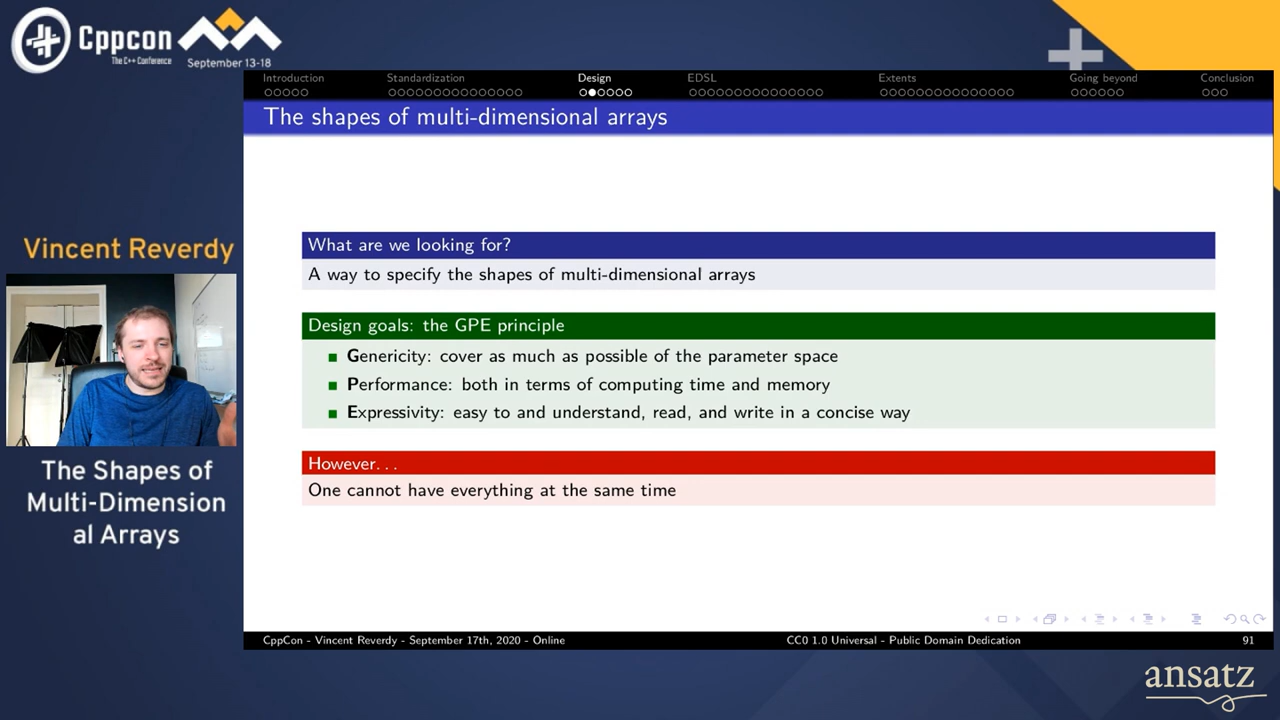 Cppcon
The C++ Conference
September 13-18
Introduction Standardization Design EDSL Extents Going beyond Conclusion
The shapes of multi-dimensional arrays
What are we looking for?
A way to specify the shapes of multi-dimensional arrays
Design goals: the GPE principle
Genericity: cover as much as possible of the parameter space
Performance: both in terms of computing time and memory
Expressivity: easy to and understand, read, and write in a concise way
However...
One cannot have everything at the same time
Vincent Reverdy
The Shapes of
Multi-Dimension
al Arrays
CppCon - Vincent Reverdy - September 17th, 2020 - Online CC0 1.0 Universal - Public Domain Dedication 91
ansatz